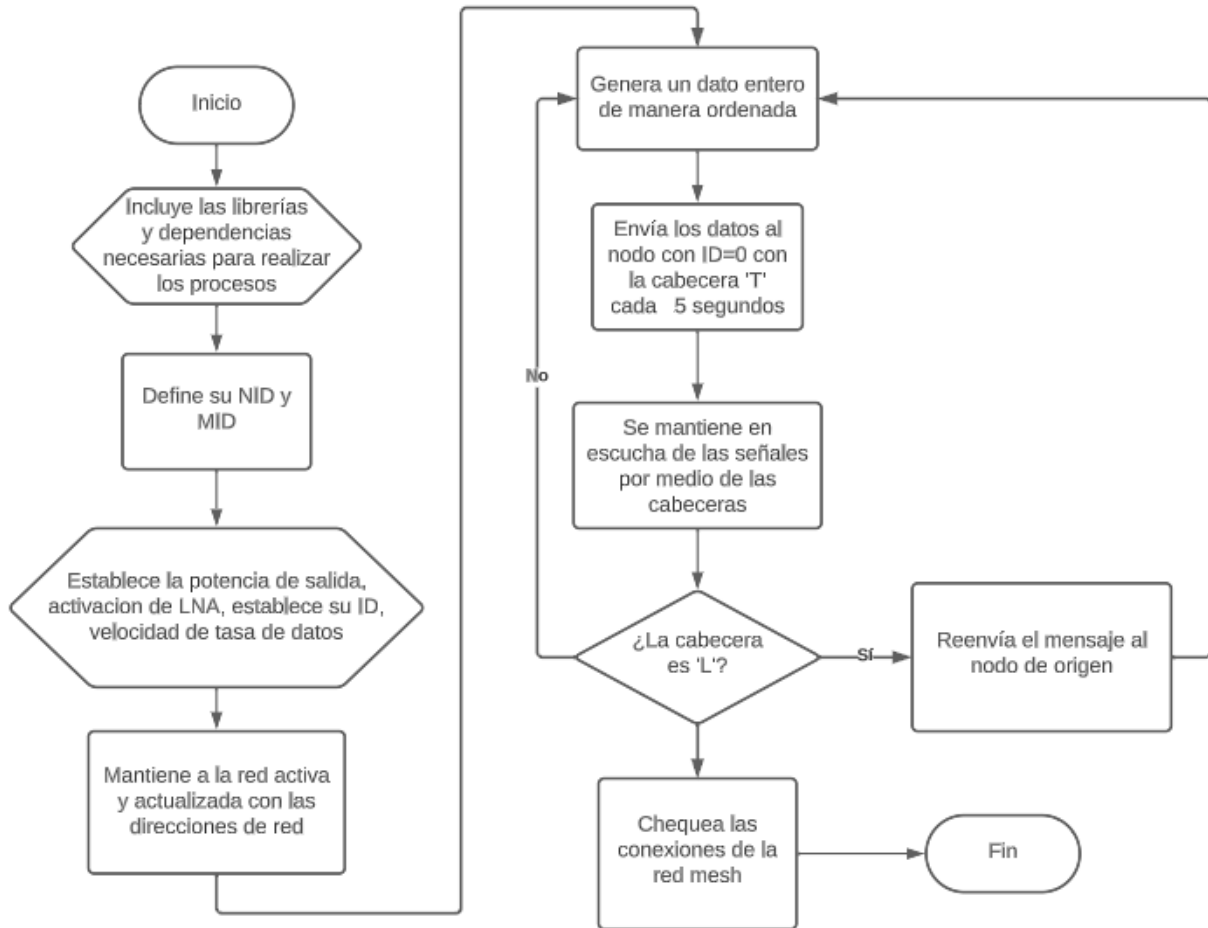 Inicio
Incluye las librerías
y dependencias
necesarias para realizar
los procesos
Define su NID y
MID
Establece la potencia de salida,
activacion de LNA, establece su ID,
velocidad de tasa de datos
Mantiene a la red activa
y actualizada con las
direcciones de red
Genera un dato entero
de manera ordenada
Envía los datos al
nodo con ID=0 con
la cabecera 'T'
cada 5 segundos
No
Se mantiene en
escucha de las señales
por medio de las
cabeceras
¿La cabecera
es 'L'?
Sí
Reenvía el mensaje al
nodo de origen
Chequea las
conexiones de la
red mesh
Fin